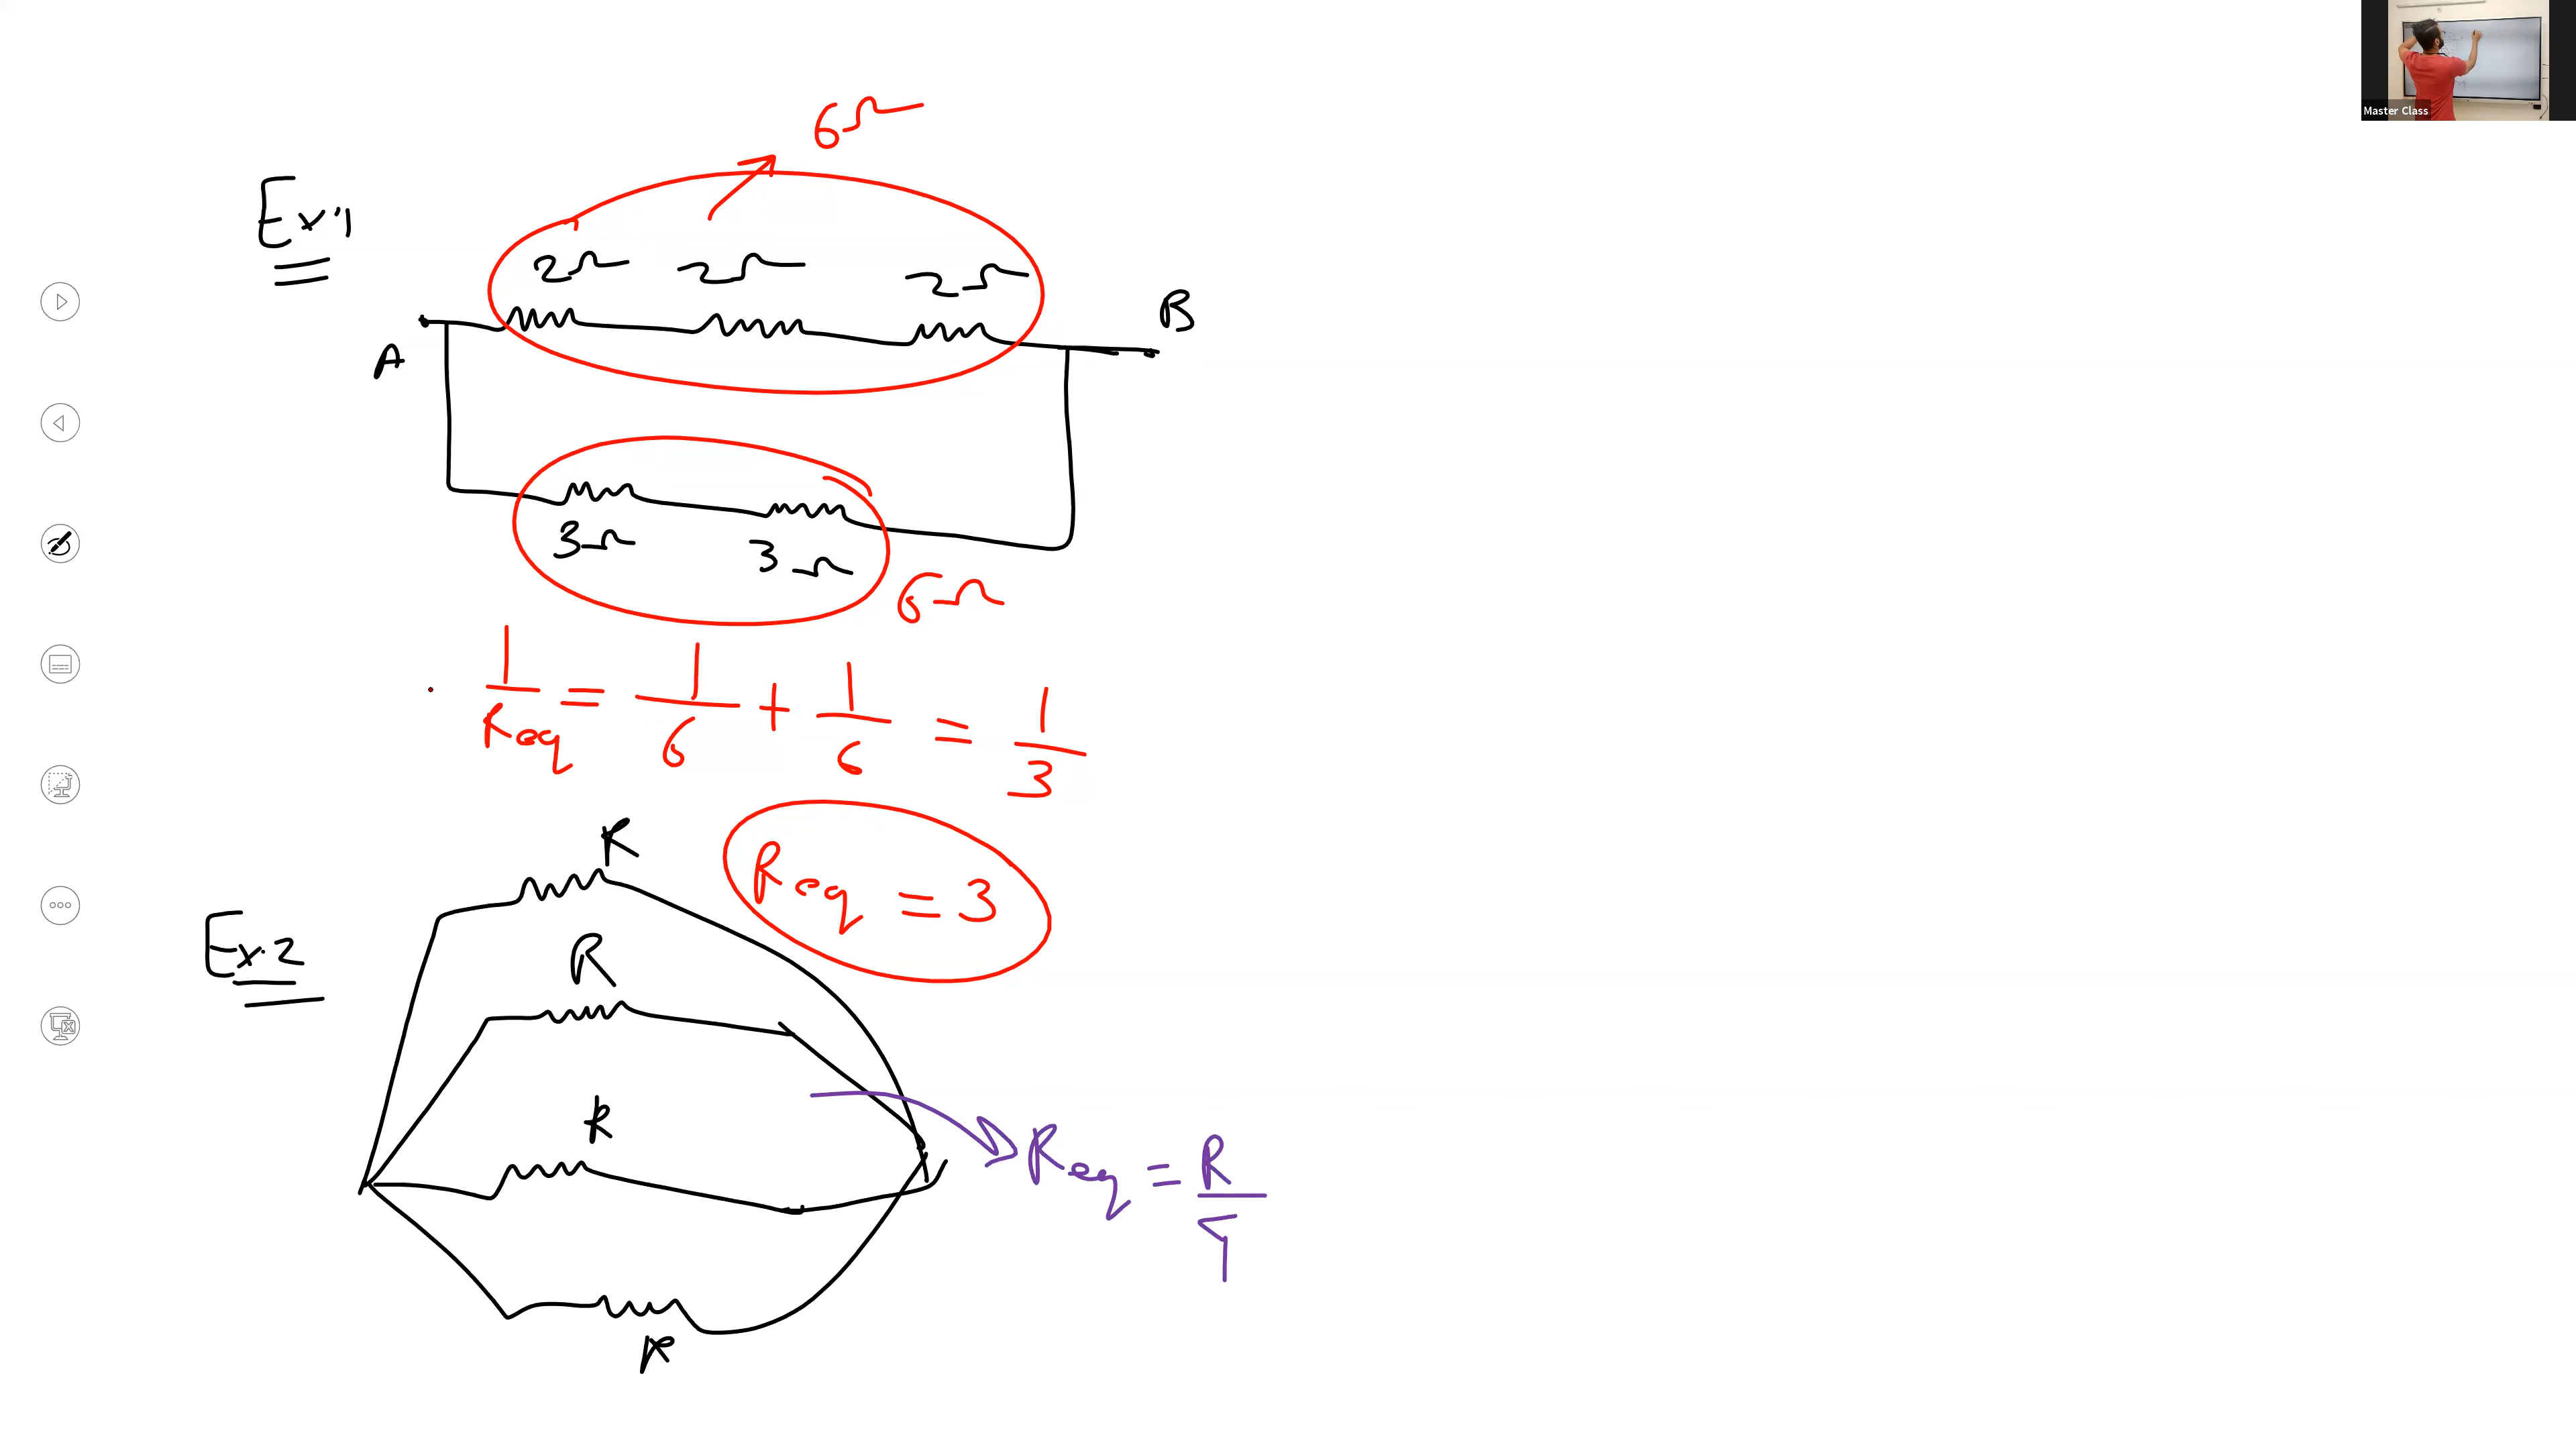 Master Class
6Ω
Ex.1
2Ω 2Ω 2Ω
A B
3Ω 3Ω
6Ω
1/Req = 1/6 + 1/6 = 1/3
Req = 3
Ex.2
R
R
R
R
Req = R/4